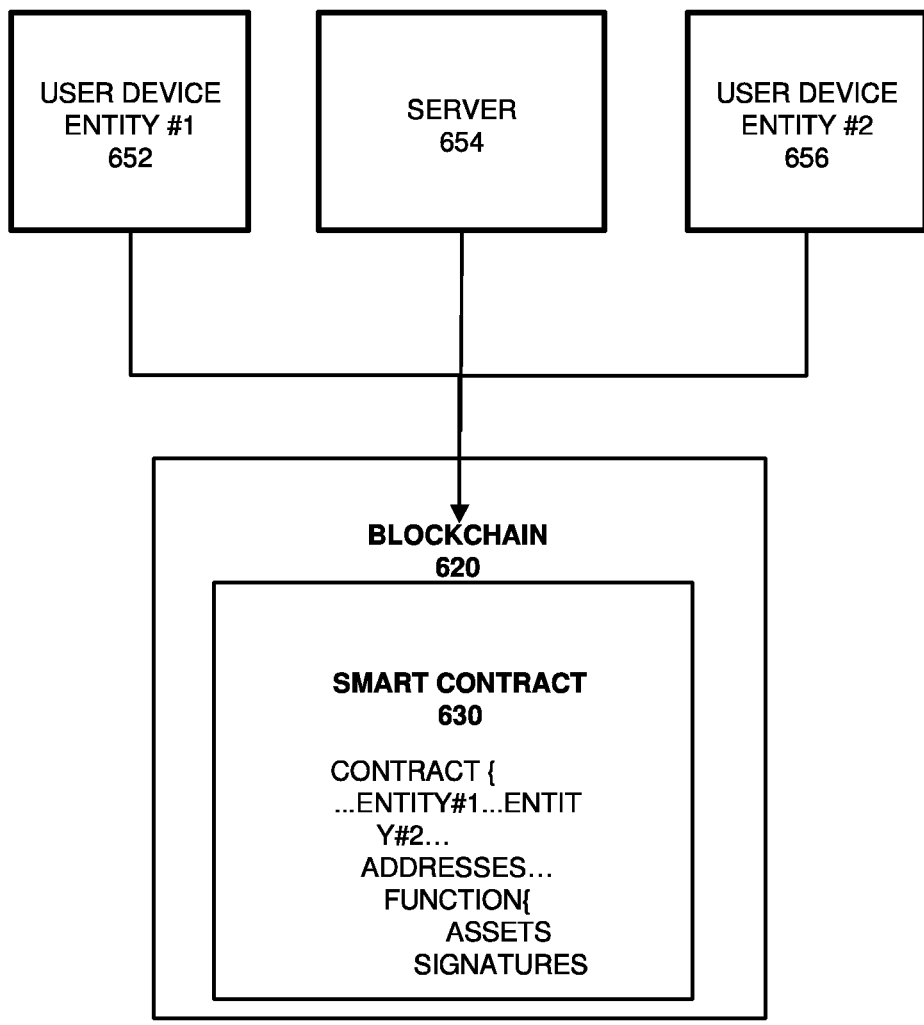 USER DEVICE
ENTITY #1
652
SERVER
654
USER DEVICE
ENTITY #2
656
BLOCKCHAIN
620
SMART CONTRACT
630
CONTRACT {
...ENTITY#1...ENTIT
Y#2...
ADDRESSES...
FUNCTION{
ASSETS
SIGNATURES